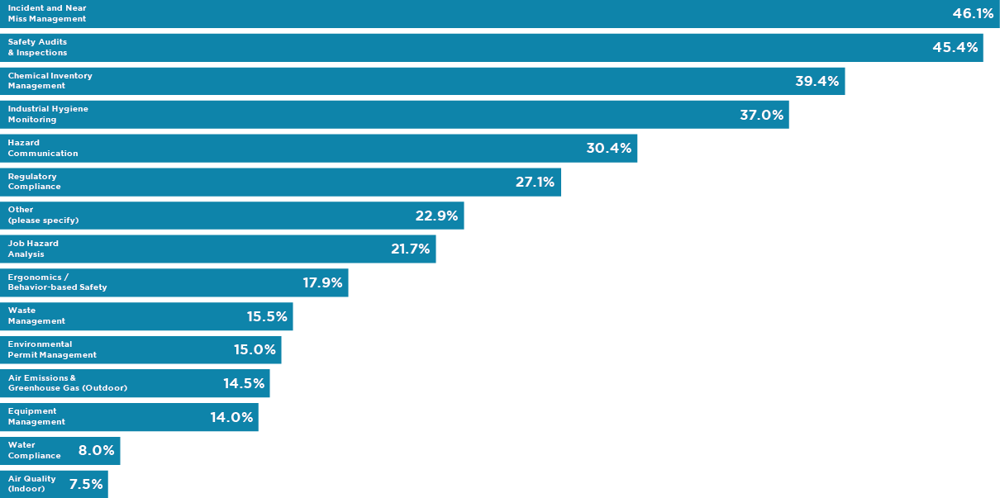 Incident and Near
Miss Management
46.1%
Safety Audits
& Inspections
45.4%
Chemical Inventory
Management
39.4%
Industrial Hygiene
Monitoring
37.0%
Hazard
Communication
30.4%
Regulatory
Compliance
27.1%
Other
(please specify)
22.9%
Job Hazard
Analysis
21.7%
Ergonomics /
Behavior-based Safety
17.9%
Waste
Management
15.5%
Environmental
Permit Management
15.0%
Air Emissions &
Greenhouse Gas (Outdoor)
14.5%
Equipment
Management
14.0%
Water
Compliance
8.0%
Air Quality
(Indoor)
7.5%